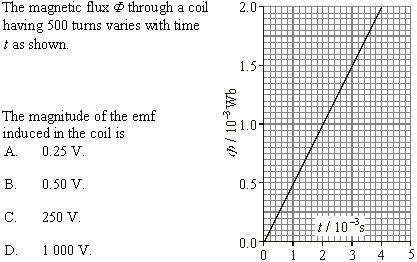 The magnetic flux Φ through a coil
having 500 turns varies with time
t as shown.
The magnitude of the emf
induced in the coil is
A. 0.25 V.
B. 0.50 V.
C. 250 V.
D. 1 000 V.
Φ / 10⁻³Wb
2.0
1.5
1.0
0.5
0.0
t / 10⁻³s
0 1 2 3 4 5